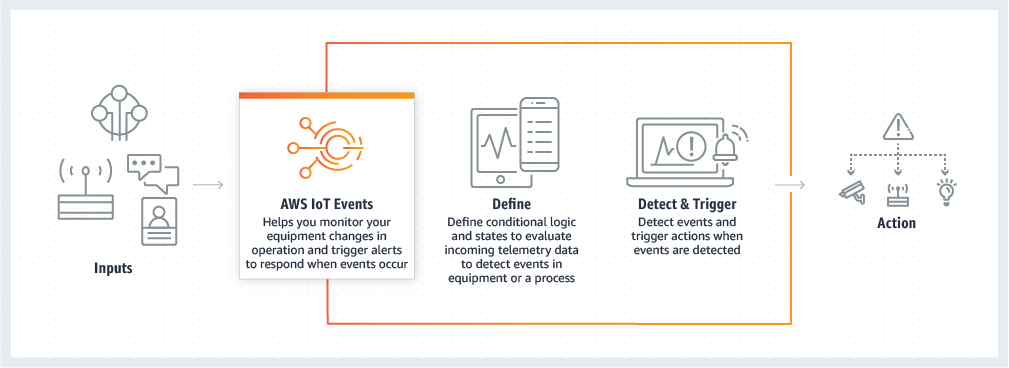 Inputs
AWS IoT Events
Helps you monitor your
equipment changes in
operation and trigger alerts
to respond when events occur
Define
Define conditional logic
and states to evaluate
incoming telemetry data
to detect events in
equipment or a process
Detect & Trigger
Detect events and
trigger actions when
events are detected
Action